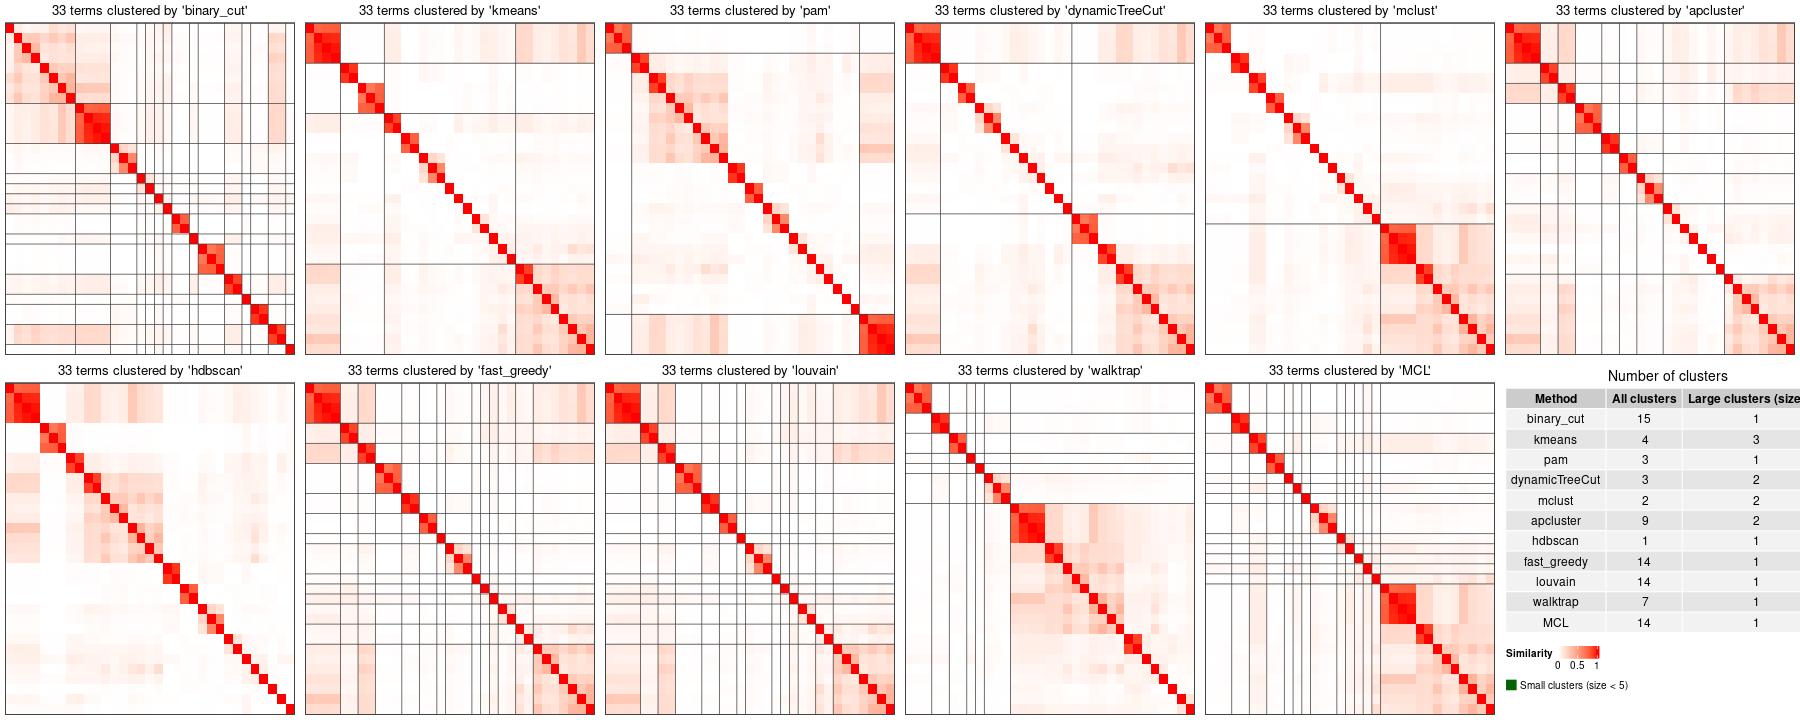 33 terms clustered by 'binary_cut'
33 terms clustered by 'kmeans'
33 terms clustered by 'pam'
33 terms clustered by 'dynamicTreeCut'
33 terms clustered by 'mclust'
33 terms clustered by 'apcluster'
33 terms clustered by 'hdbscan'
33 terms clustered by 'fast_greedy'
33 terms clustered by 'louvain'
33 terms clustered by 'walktrap'
33 terms clustered by 'MCL'
Number of clusters
Method All clusters Large clusters (size
binary_cut 15 1
kmeans 4 3
pam 3 1
dynamicTreeCut 3 2
mclust 2 2
apcluster 9 2
hdbscan 1 1
fast_greedy 14 1
louvain 14 1
walktrap 7 1
MCL 14 1
Similarity
0 0.5 1
Small clusters (size < 5)